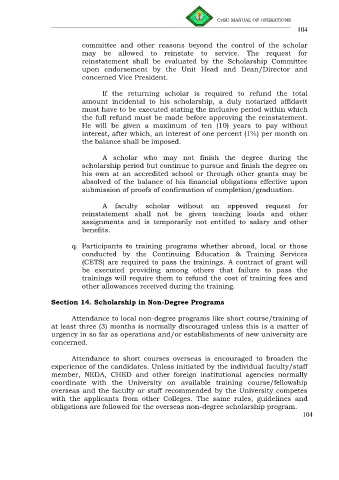 CvSU MANUAL OF OPERATIONS
104
committee and other reasons beyond the control of the scholar
may be allowed to reinstate to service. The request for
reinstatement shall be evaluated by the Scholarship Committee
upon endorsement by the Unit Head and Dean/Director and
concerned Vice President.
If the returning scholar is required to refund the total
amount incidental to his scholarship, a duly notarized affidavit
must have to be executed stating the inclusive period within which
the full refund must be made before approving the reinstatement.
He will be given a maximum of ten (10) years to pay without
interest, after which, an interest of one percent (1%) per month on
the balance shall be imposed.
A scholar who may not finish the degree during the
scholarship period but continue to pursue and finish the degree on
his own at an accredited school or through other grants may be
absolved of the balance of his financial obligations effective upon
submission of proofs of confirmation of completion/graduation.
A faculty scholar without an approved request for
reinstatement shall not be given teaching loads and other
assignments and is temporarily not entitled to salary and other
benefits.
q. Participants to training programs whether abroad, local or those
conducted by the Continuing Education & Training Services
(CETS) are required to pass the trainings. A contract of grant will
be executed providing among others that failure to pass the
trainings will require them to refund the cost of training fees and
other allowances received during the training.
Section 14. Scholarship in Non-Degree Programs
Attendance to local non-degree programs like short course/training of
at least three (3) months is normally discouraged unless this is a matter of
urgency in so far as operations and/or establishments of new university are
concerned.
Attendance to short courses overseas is encouraged to broaden the
experience of the candidates. Unless initiated by the individual faculty/staff
member, NEDA, CHED and other foreign institutional agencies normally
coordinate with the University on available training course/fellowship
overseas and the faculty or staff recommended by the University competes
with the applicants from other Colleges. The same rules, guidelines and
obligations are followed for the overseas non-degree scholarship program.
104